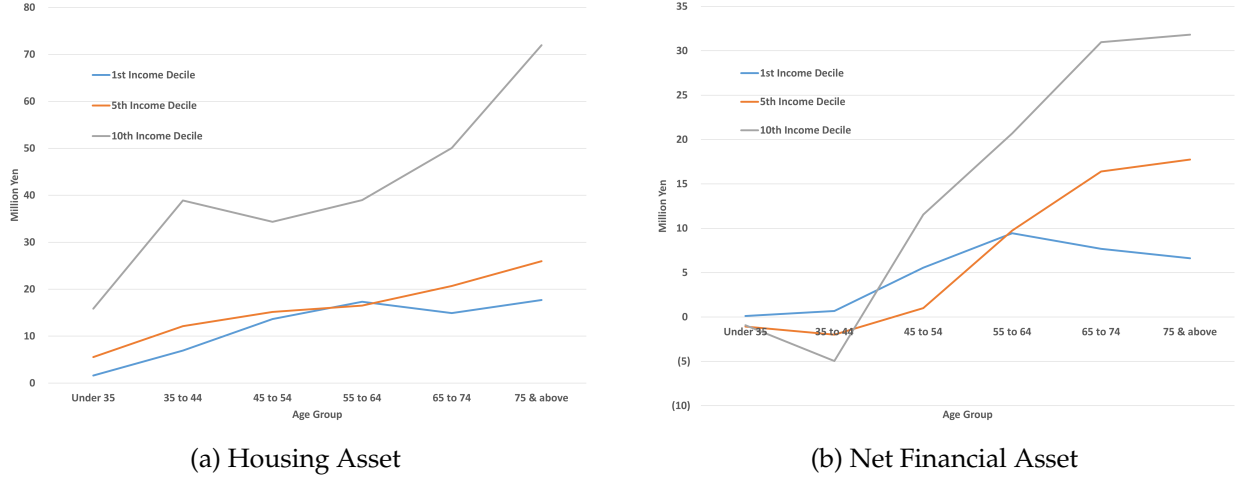 80
70
60
50
40
30
20
10
0
Million Yen
1st Income Decile
5th Income Decile
10th Income Decile
Under 35 35 to 44 45 to 54 55 to 64 65 to 74 75 & above
Age Group
(a) Housing Asset
35
30
25
20
15
10
5
0
(5)
(10)
Million Yen
1st Income Decile
5th Income Decile
10th Income Decile
Under 35 35 to 44 45 to 54 55 to 64 65 to 74 75 & above
Age Group
(b) Net Financial Asset